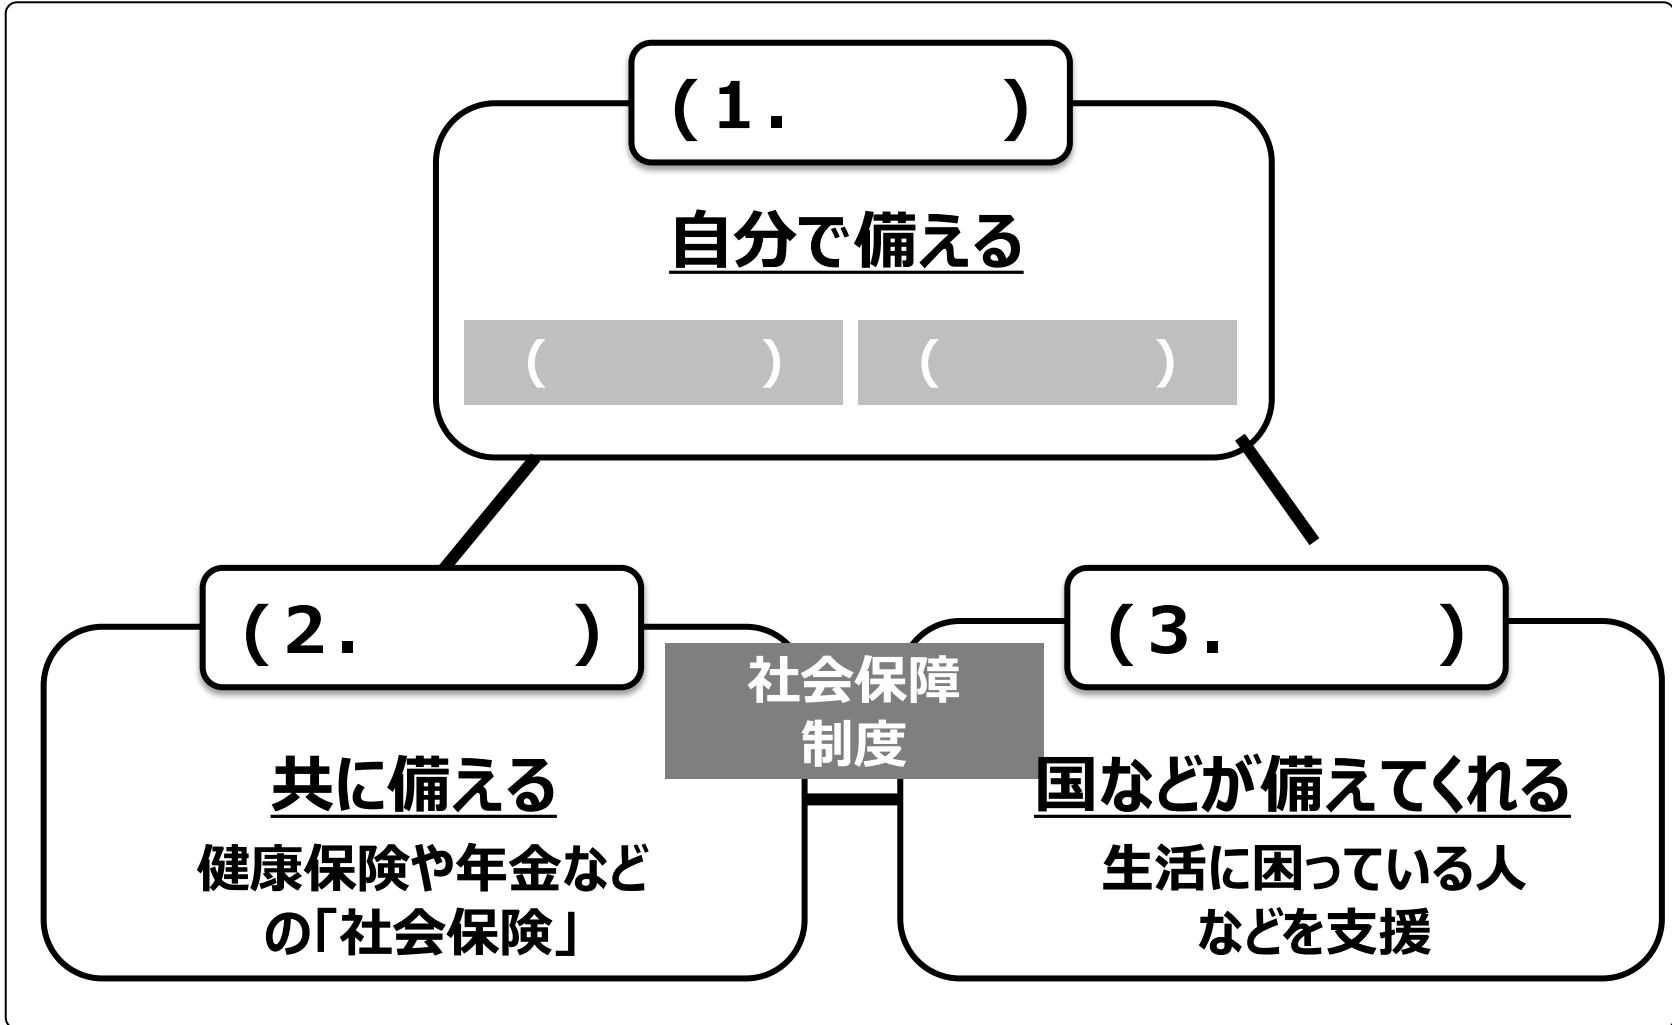 (1.　　　)
自分で備える
(　　　　)　(　　　　)
(2.　　　)
共に備える
健康保険や年金など
の「社会保険」
社会保障
制度
(3.　　　)
国などが備えてくれる
生活に困っている人
などを支援